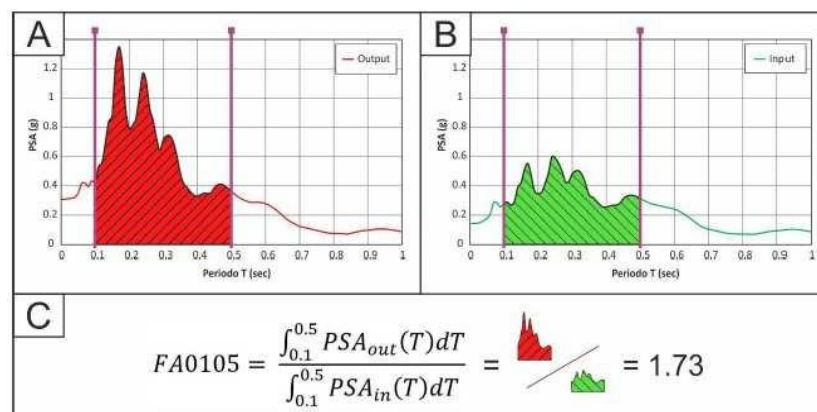 A
Output
PSA (g)
1.2
1
0.8
0.6
0.4
0.2
0
0 0.1 0.2 0.3 0.4 0.5 0.6 0.7 0.8 0.9 1
Periodo T (sec)
B
Input
PSA (g)
1.2
1
0.8
0.6
0.4
0.2
0
0 0.1 0.2 0.3 0.4 0.5 0.6 0.7 0.8 0.9 1
Periodo T (sec)
C
FA0105 = ∫0.1^0.5 PSAout(T)dT / ∫0.1^0.5 PSAin(T)dT = / = 1.73